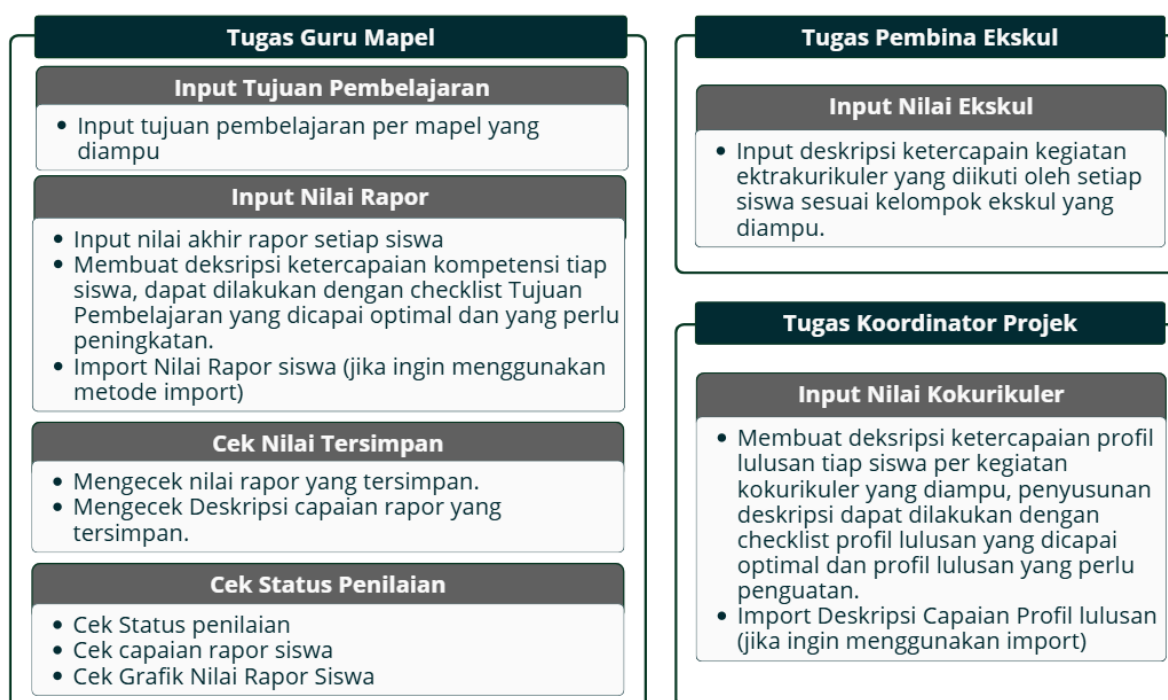 Tugas Guru Mapel
Input Tujuan Pembelajaran
• Input tujuan pembelajaran per mapel yang
diampu
Input Nilai Rapor
• Input nilai akhir rapor setiap siswa
• Membuat deksripsi ketercapaian kompetensi tiap
siswa, dapat dilakukan dengan checklist Tujuan
Pembelajaran yang dicapai optimal dan yang perlu
peningkatan.
• Import Nilai Rapor siswa (jika ingin menggunakan
metode import)
Cek Nilai Tersimpan
• Mengecek nilai rapor yang tersimpan.
• Mengecek Deskripsi capaian rapor yang
tersimpan.
Cek Status Penilaian
• Cek Status penilaian
• Cek capaian rapor siswa
• Cek Grafik Nilai Rapor Siswa
Tugas Pembina Ekskul
Input Nilai Ekskul
• Input deskripsi ketercapain kegiatan
ektrakurikuler yang diikuti oleh setiap
siswa sesuai kelompok ekskul yang
diampu.
Tugas Koordinator Projek
Input Nilai Kokurikuler
• Membuat deksripsi ketercapaian profil
lulusan tiap siswa per kegiatan
kokurikuler yang diampu, penyusunan
deskripsi dapat dilakukan dengan
checklist profil lulusan yang dicapai
optimal dan profil lulusan yang perlu
penguatan.
• Import Deskripsi Capaian Profil lulusan
(jika ingin menggunakan import)